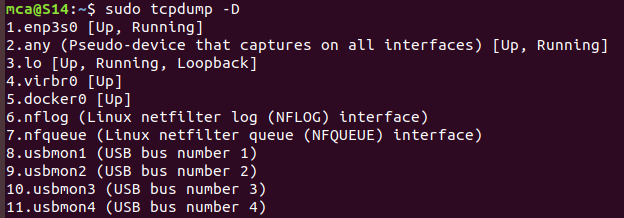 mca@S14:~$ sudo tcpdump -D
1.enp3s0 [Up, Running]
2.any (Pseudo-device that captures on all interfaces) [Up, Running]
3.lo [Up, Running, Loopback]
4.virbr0 [Up]
5.docker0 [Up]
6.nflog (Linux netfilter log (NFLOG) interface)
7.nfqueue (Linux netfilter queue (NFQUEUE) interface)
8.usbmon1 (USB bus number 1)
9.usbmon2 (USB bus number 2)
10.usbmon3 (USB bus number 3)
11.usbmon4 (USB bus number 4)